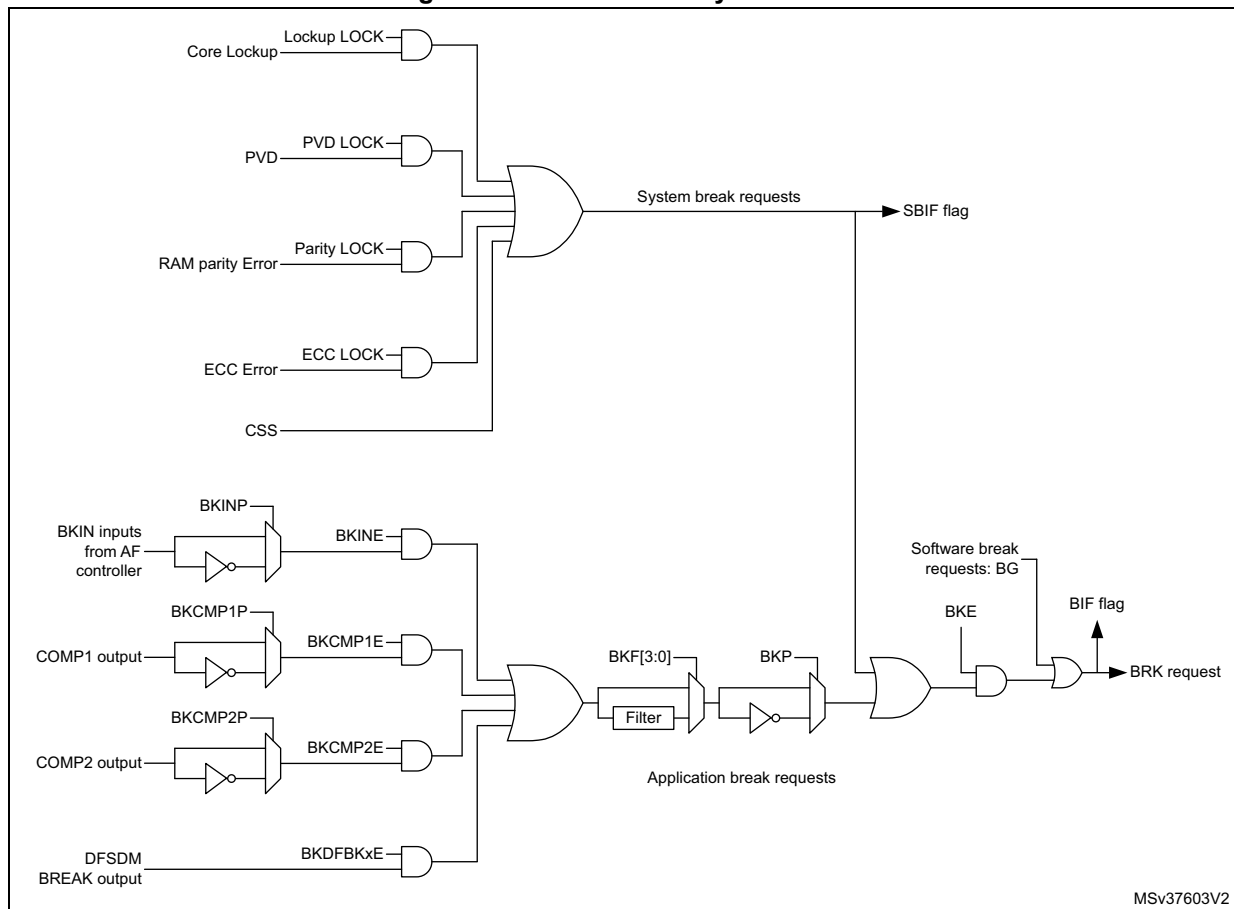 Lockup LOCK
Core Lockup
PVD LOCK
PVD
System break requests
SBIF flag
Parity LOCK
RAM parity Error
ECC LOCK
ECC Error
CSS
BKINP
BKIN inputs
from AF
controller
BKINE
Software break
requests: BG
BKCMP1P
BIF flag
BKE
COMP1 output
BKCMP1E
BKF[3:0]
BKP
BRK request
Filter
BKCMP2P
COMP2 output
BKCMP2E
Application break requests
DFSDM
BREAK output
BKDFBKxE
MSv37603V2